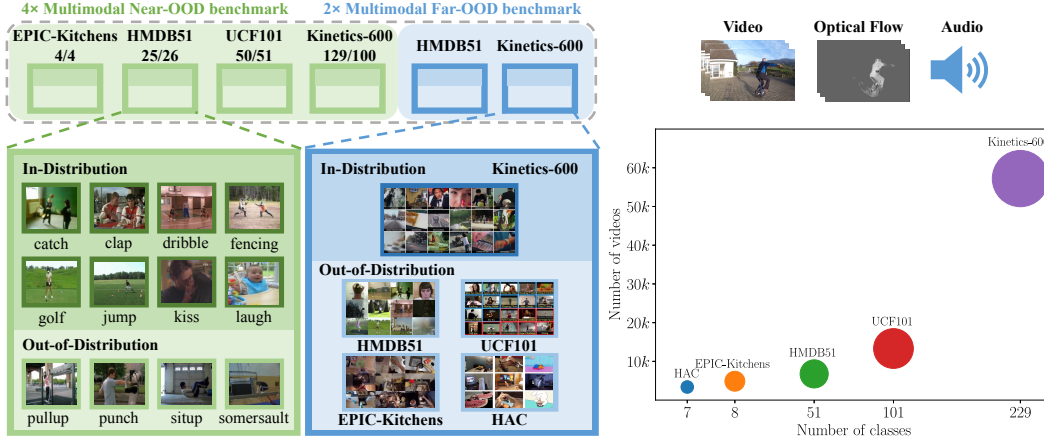 4× Multimodal Near-OOD benchmark
2× Multimodal Far-OOD benchmark
EPIC-Kitchens
4/4
HMDB51
25/26
UCF101
50/51
Kinetics-600
129/100
HMDB51
Kinetics-600
In-Distribution
catch clap dribble fencing
golf jump kiss laugh
Out-of-Distribution
pullup punch situp somersault
In-Distribution Kinetics-600
Out-of-Distribution
HMDB51 UCF101
EPIC-Kitchens HAC
Video Optical Flow Audio
Number of videos
60k
50k
40k
30k
20k
10k
Kinetics-600
UCF101
HMDB51
EPIC-Kitchens
HAC
7 8 51 101 229
Number of classes